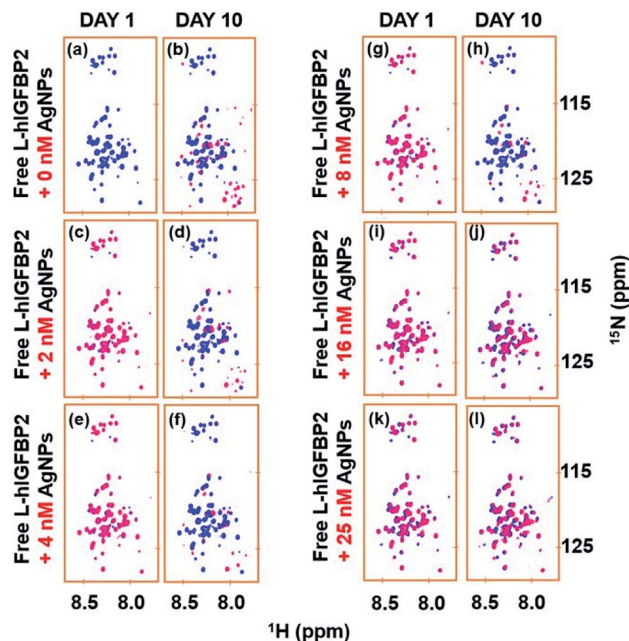 DAY 1 DAY 10 DAY 1 DAY 10
Free L-hIGFBP2
+ 0 nM AgNPs
(a) (b)
Free L-hIGFBP2
+ 8 nM AgNPs
(g) (h)
115
125
Free L-hIGFBP2
+ 2 nM AgNPs
(c) (d)
Free L-hIGFBP2
+ 16 nM AgNPs
(i) (j)
115
125
15N (ppm)
Free L-hIGFBP2
+ 4 nM AgNPs
(e) (f)
Free L-hIGFBP2
+ 25 nM AgNPs
(k) (l)
115
125
8.5 8.0 8.5 8.0 8.5 8.0 8.5 8.0
1H (ppm)